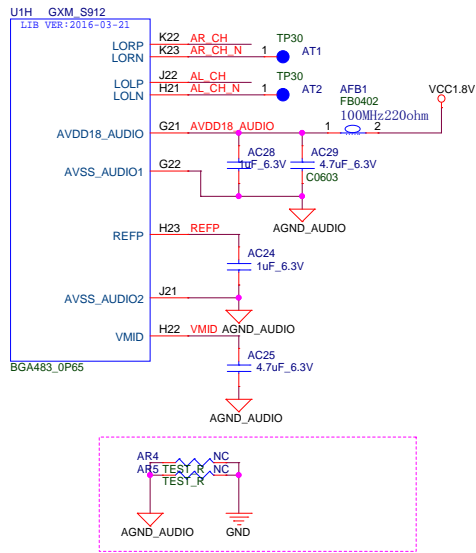 U1H GXM_S912
LIB VER:2016-03-21
LORP K22 AR_CH
LORN K23 AR_CH_N 1 TP30 AT1
LOLP J22 AL_CH
LOLN H21 AL_CH_N 1 TP30 AT2
AVDD18_AUDIO G21 AVDD18_AUDIO 1 AFB1 FB0402 100MHz220ohm 2 VCC1.8V
AVSS_AUDIO1 G22
AC28 1uF_6.3V
AC29 4.7uF_6.3V
C0603
AGND_AUDIO
REFP H23 REFP
AC24
1uF_6.3V
AVSS_AUDIO2 J21
AGND_AUDIO
VMID H22 VMID
BGA483_0P65
AC25
4.7uF_6.3V
AGND_AUDIO
AR4 NC
AR5 TEST_R NC
TEST_R
AGND_AUDIO GND